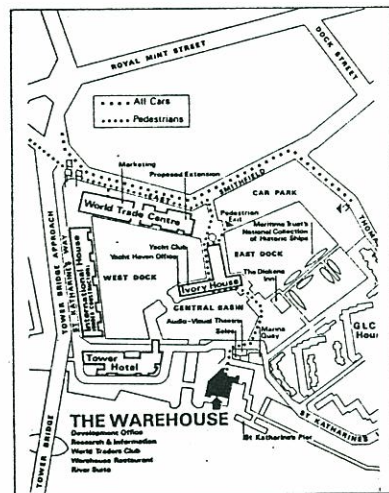 ROYAL MINT STREET
DOCK STREET
All Cars
Pedestrians
Marketing
Proposed Extension
EAST
SMITHFIELD
CAR PARK
World Trade Centre
Pedestrian
Exit
Maritime Trust's
National Collection
of Historic Ships
THOMA
TOWER BRIDGE APPROACH
ST KATHARINE'S WAY
International House
Yacht Club
Yacht Haven Office
EAST DOCK
WEST DOCK
Ivory House
The Dickens
Inn
CENTRAL BASIN
Audio-Visual Theatre
Sales
Marina
Quay
GLC
Hour
Tower
Hotel
THE WAREHOUSE
Development Office
Research & Information
World Traders Club
Warehouse Restaurant
River Suite
St Katharine's Pier
ST KATHARINE'S
TOWER BRIDGE